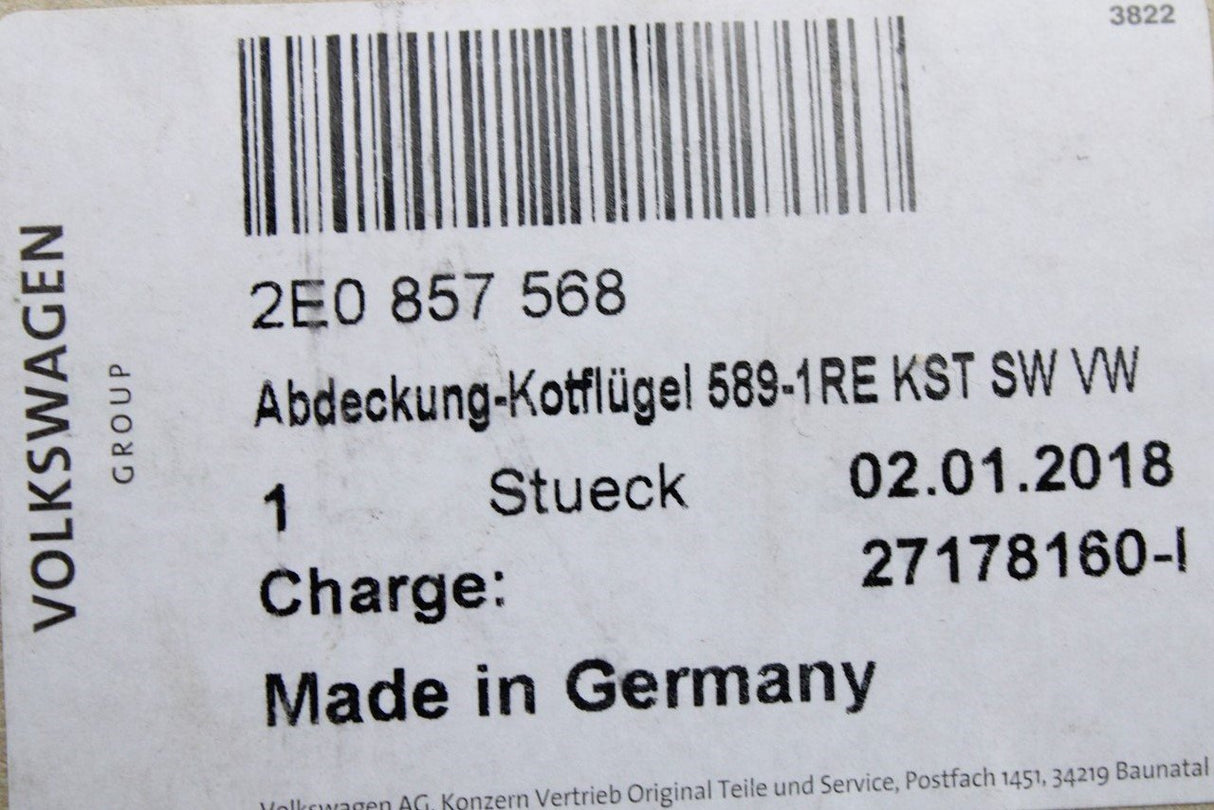 3822
VOLKSWAGEN
GROUP
2E0 857 568
Abdeckung-Kotflügel 589-1RE KST SW VW
1 Stueck 02.01.2018
27178160-I
Charge:
Made in Germany
Volkswagen AG, Konzern Vertrieb Original Teile und Service, Postfach 1451, 34219 Baunatal